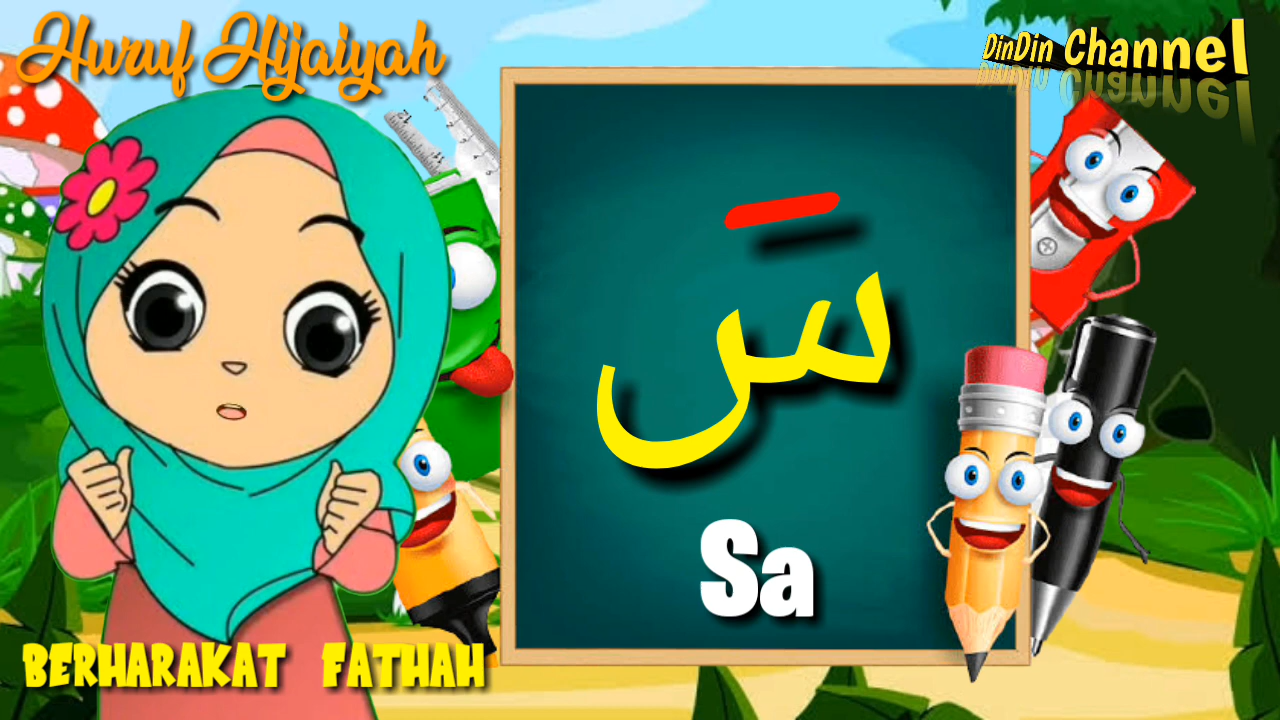 Huruf Hijaiyah
DinDin Channel
سَ
Sa
BERHARAKAT FATHAH